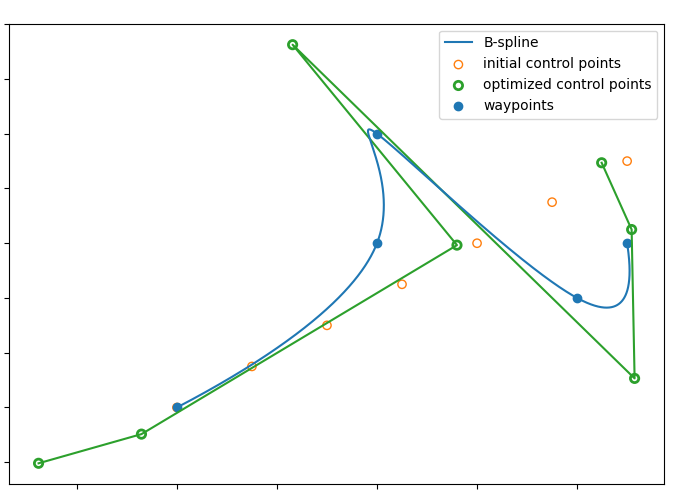 B-spline
initial control points
optimized control points
waypoints